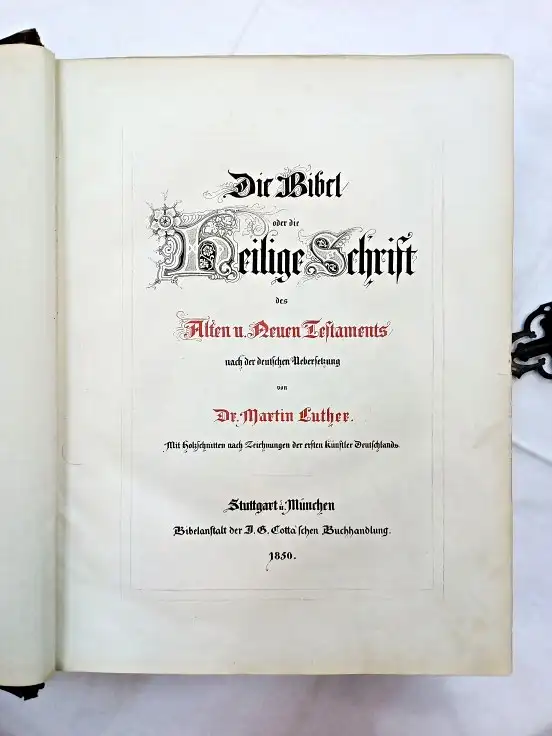 Die Bibel
oder die
Heilige Schrift
des
Alten u. Neuen Testaments
nach der deutschen Uebersetzung
von
Dr. Martin Luther.
Mit Holzschnitten nach Zeichnungen der ersten Künstler Deutschlands.
Stuttgart u. München
Bibelanstalt der J. G. Cotta'schen Buchhandlung.
1850.